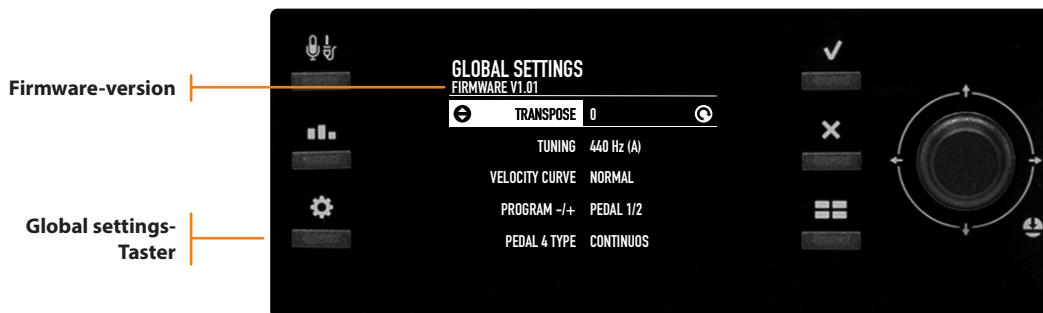 Firmware-version
Global settings-
Taster
GLOBAL SETTINGS
FIRMWARE V1.01
TRANSPOSE 0
TUNING 440 Hz (A)
VELOCITY CURVE NORMAL
PROGRAM -/+ PEDAL 1/2
PEDAL 4 TYPE CONTINUOS